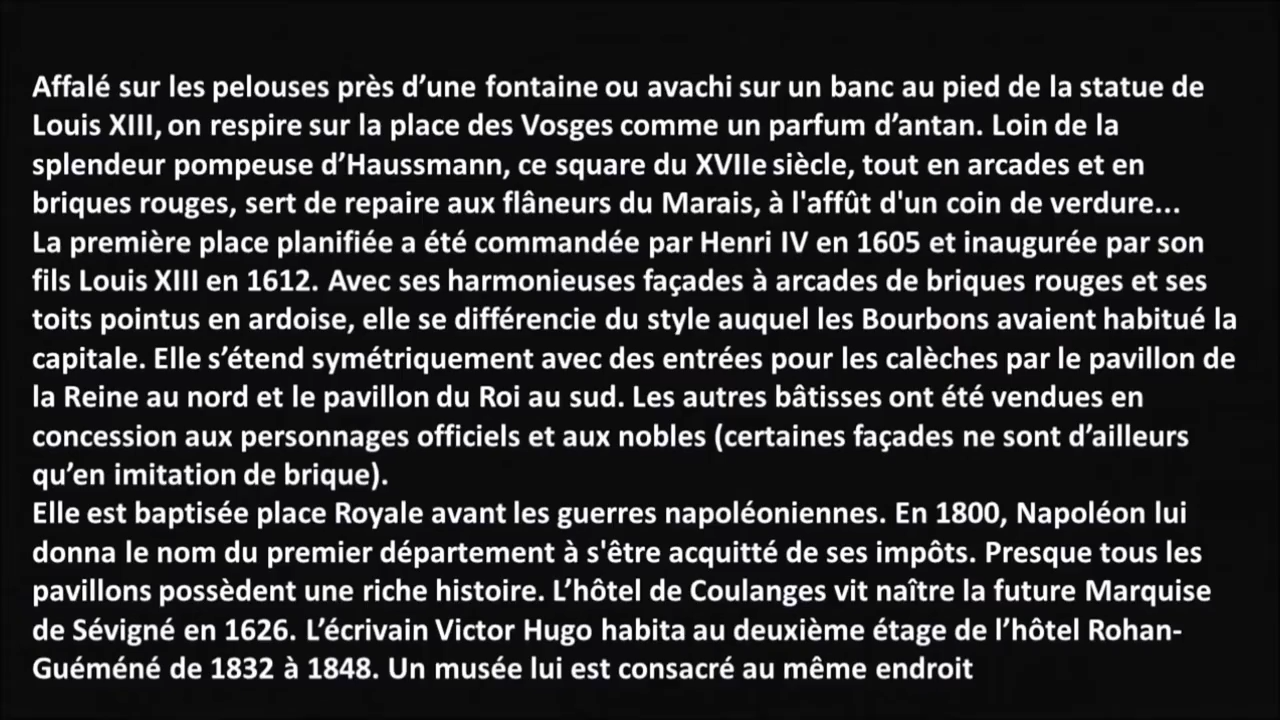 Affalé sur les pelouses près d’une fontaine ou avachi sur un banc au pied de la statue de
Louis XIII, on respire sur la place des Vosges comme un parfum d’antan. Loin de la
splendeur pompeuse d’Haussmann, ce square du XVIIe siècle, tout en arcades et en
briques rouges, sert de repaire aux flâneurs du Marais, à l'affût d'un coin de verdure...
La première place planifiée a été commandée par Henri IV en 1605 et inaugurée par son
fils Louis XIII en 1612. Avec ses harmonieuses façades à arcades de briques rouges et ses
toits pointus en ardoise, elle se différencie du style auquel les Bourbons avaient habitué la
capitale. Elle s’étend symétriquement avec des entrées pour les calèches par le pavillon de
la Reine au nord et le pavillon du Roi au sud. Les autres bâtisses ont été vendues en
concession aux personnages officiels et aux nobles (certaines façades ne sont d’ailleurs
qu’en imitation de brique).
Elle est baptisée place Royale avant les guerres napoléoniennes. En 1800, Napoléon lui
donna le nom du premier département à s'être acquitté de ses impôts. Presque tous les
pavillons possèdent une riche histoire. L’hôtel de Coulanges vit naître la future Marquise
de Sévigné en 1626. L’écrivain Victor Hugo habita au deuxième étage de l’hôtel Rohan-
Guéméné de 1832 à 1848. Un musée lui est consacré au même endroit